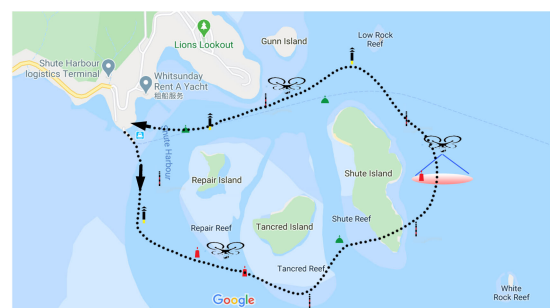 Low Rock
Reef
Lions Lookout
Gunn Island
Shute Harbour
logistics Terminal
Whitsunday
Rent A Yacht
租船服务
Shute Harbour
Repair Island
Shute Island
Repair Reef
Tancred Island
Shute Reef
Tancred Reef
Google
White
Rock Reef